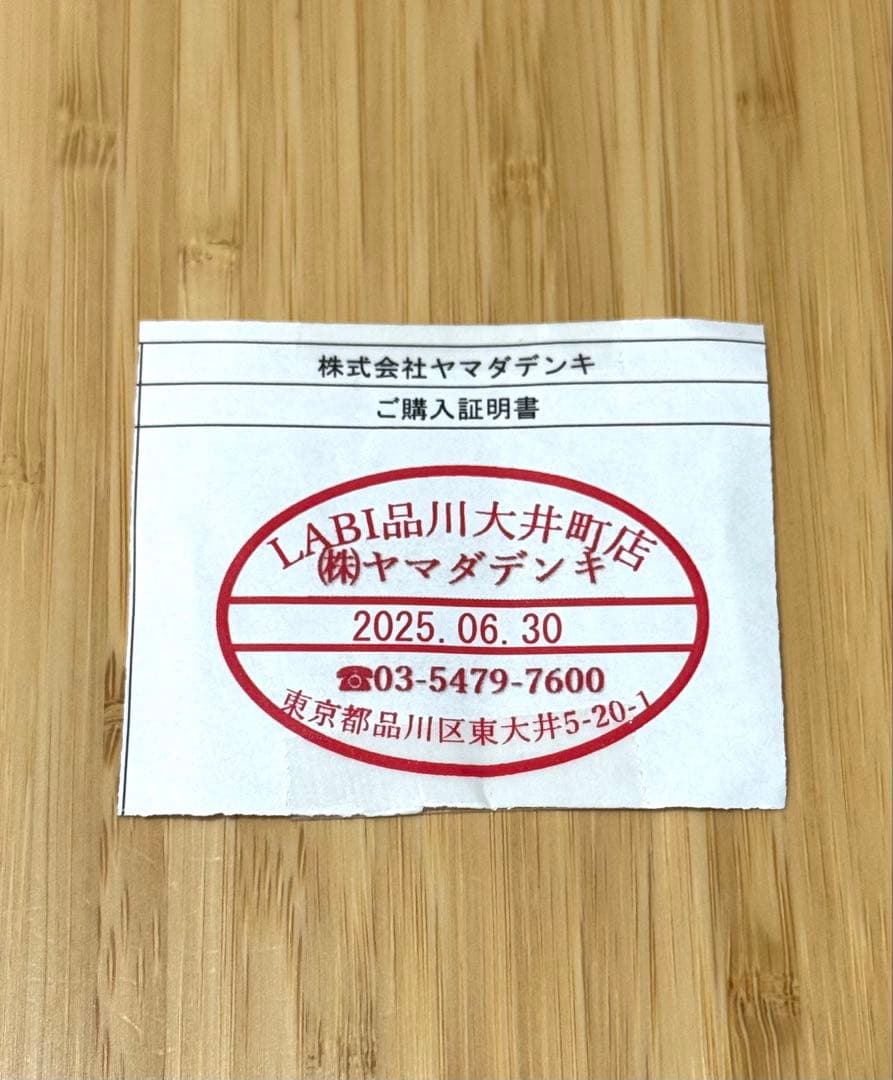 株式会社ヤマダデンキ
ご購入証明書
LABI品川大井町店
㈱ヤマダデンキ
2025.06.30
☎03-5479-7600
東京都品川区東大井5-20-1